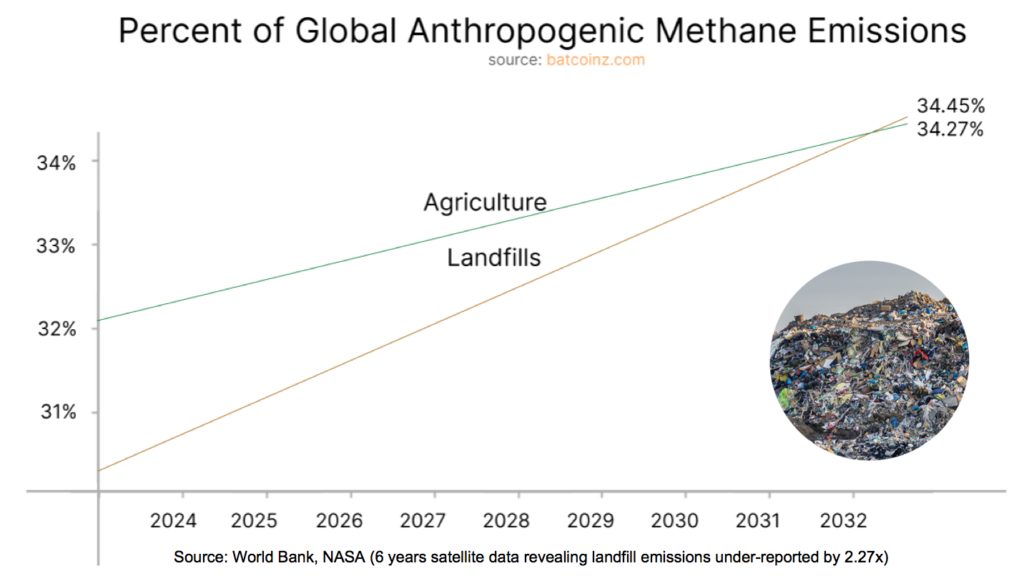 Percent of Global Anthropogenic Methane Emissions
source: batcoinz.com
34.45%
34.27%
34%
Agriculture
33%
Landfills
32%
31%
2024 2025 2026 2027 2028 2029 2030 2031 2032
Source: World Bank, NASA (6 years satellite data revealing landfill emissions under-reported by 2.27x)